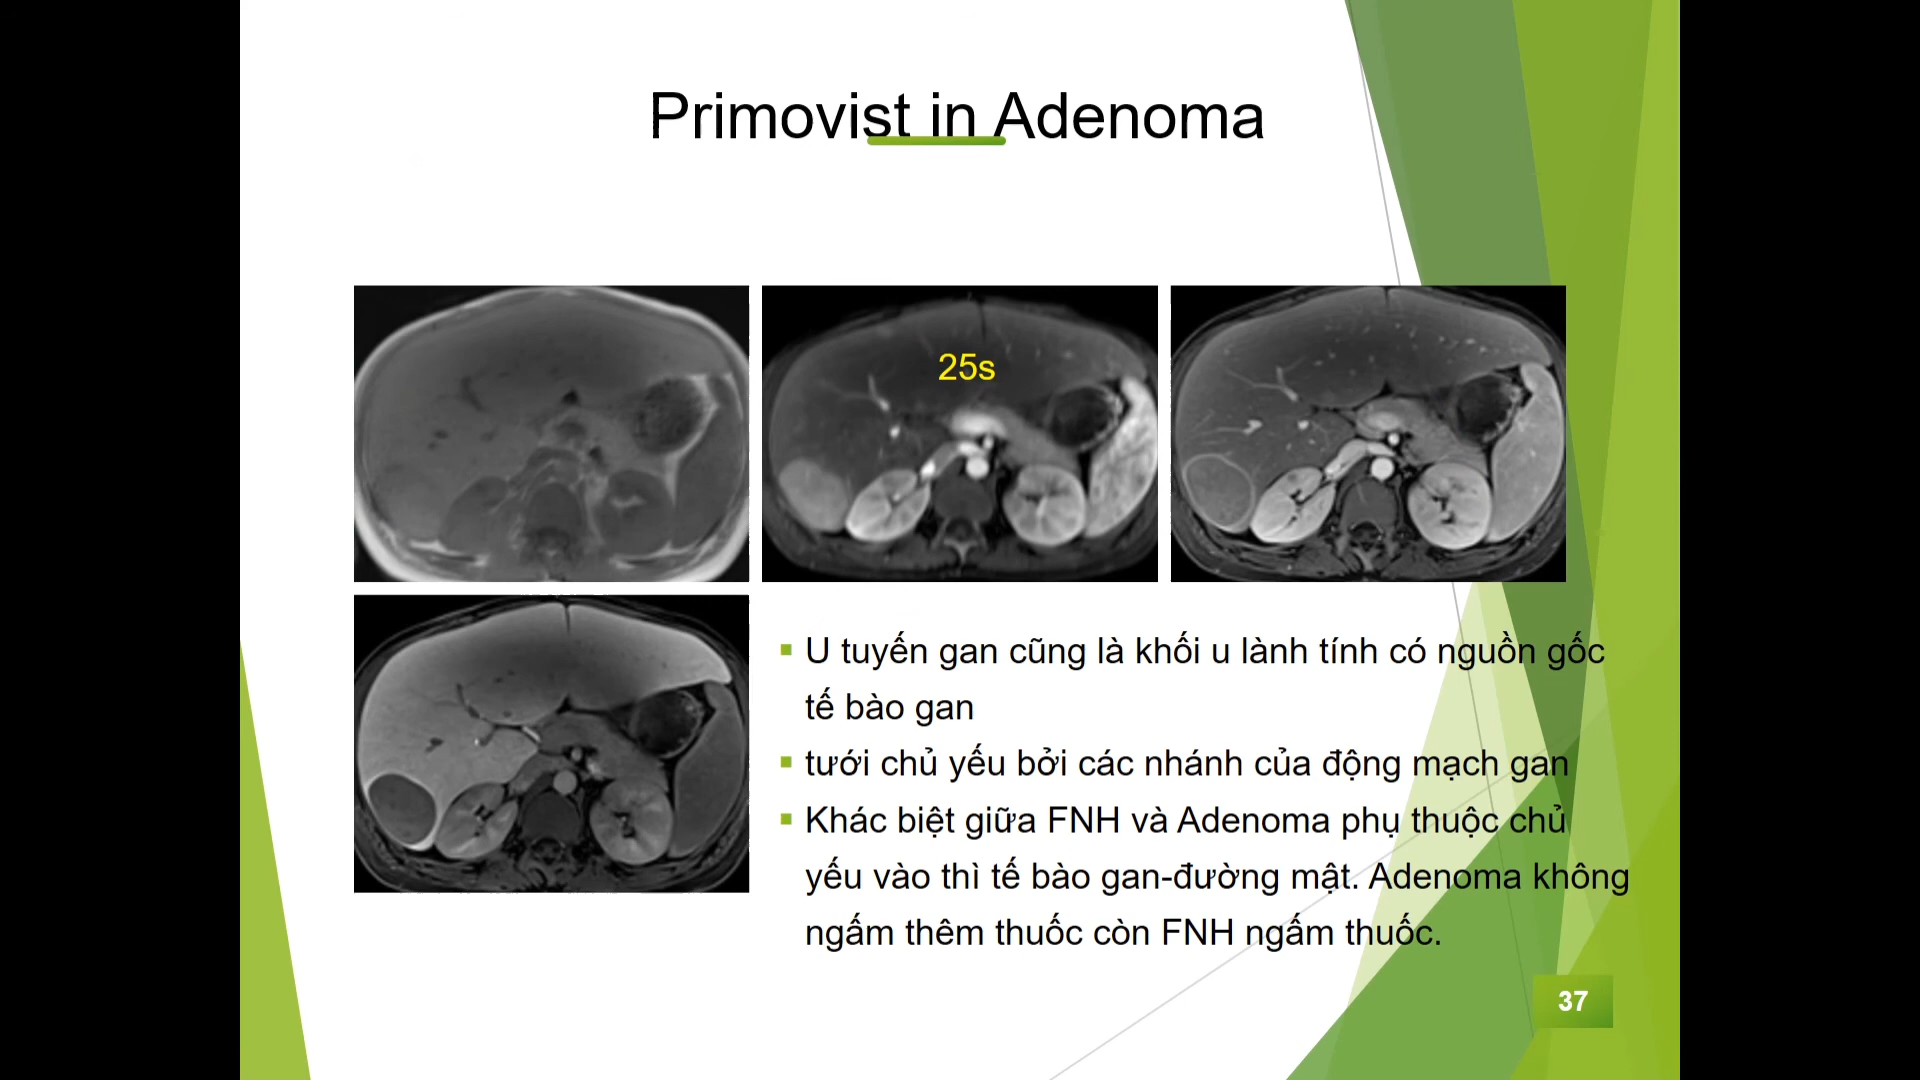 Primovist in Adenoma
25s
U tuyến gan cũng là khối u lành tính có nguồn gốc
tế bào gan
tưới chủ yếu bởi các nhánh của động mạch gan
Khác biệt giữa FNH và Adenoma phụ thuộc chủ
yếu vào thì tế bào gan-đường mật. Adenoma không
ngấm thêm thuốc còn FNH ngấm thuốc.
37